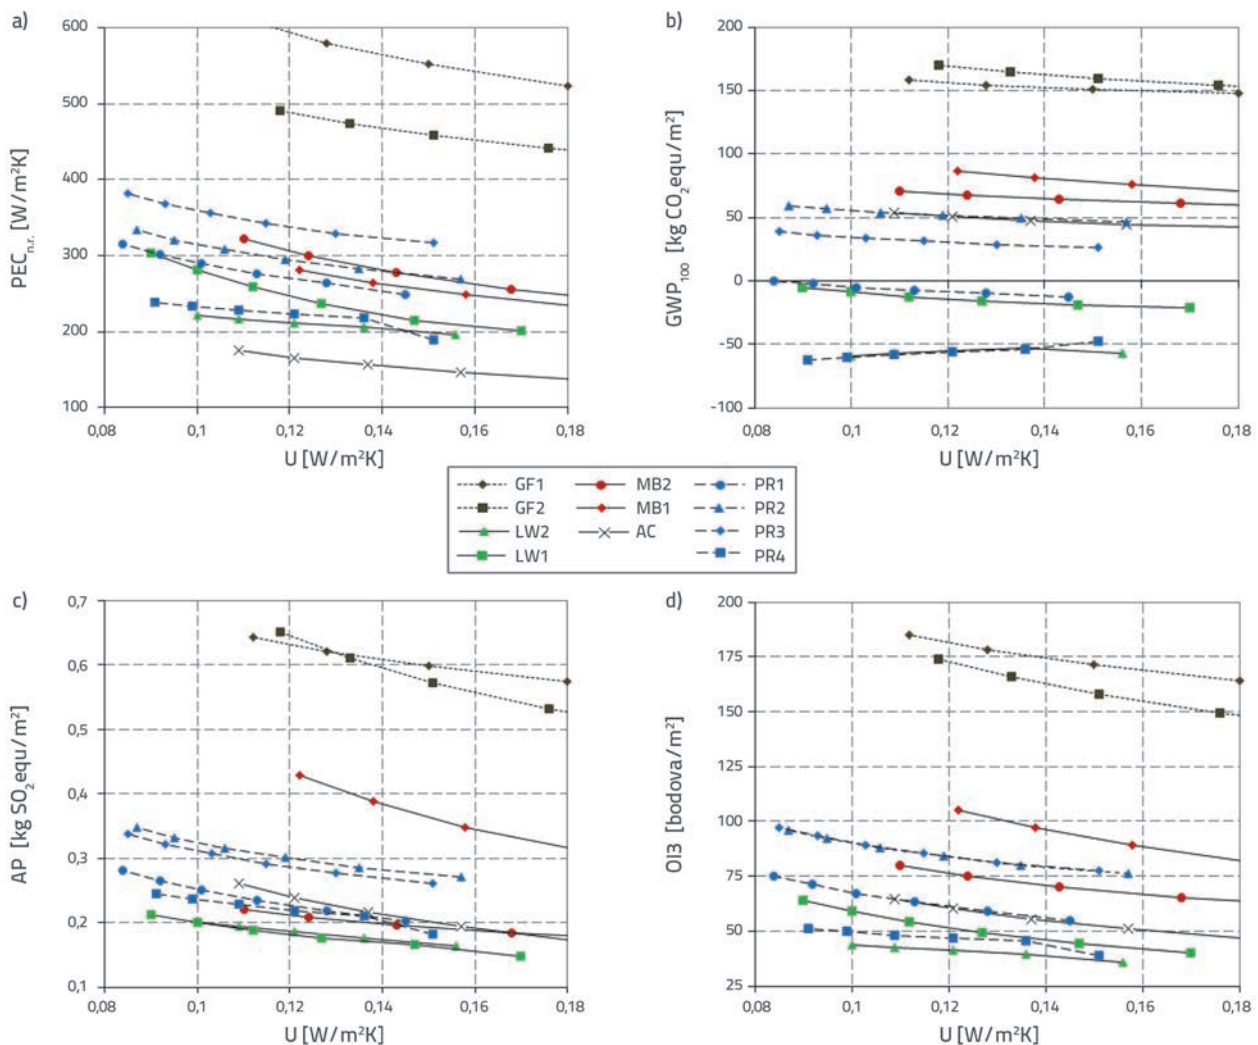 a)
600
500
400
300
200
100
PEC n.r. [W/m²K]
0,08 0,1 0,12 0,14 0,16 0,18
U [W/m²K]
b)
200
150
100
50
0
-50
-100
GWP100 [kg CO2equ/m²]
0,08 0,1 0,12 0,14 0,16 0,18
U [W/m²K]
GF1 MB2 PR1
GF2 MB1 PR2
LW2 AC PR3
LW1 PR4
c)
0,7
0,6
0,5
0,4
0,3
0,2
0,1
AP [kg SO2equ/m²]
0,08 0,1 0,12 0,14 0,16 0,18
U [W/m²K]
d)
200
175
150
125
100
75
50
25
OI3 [bodova/m²]
0,08 0,1 0,12 0,14 0,16 0,18
U [W/m²K]